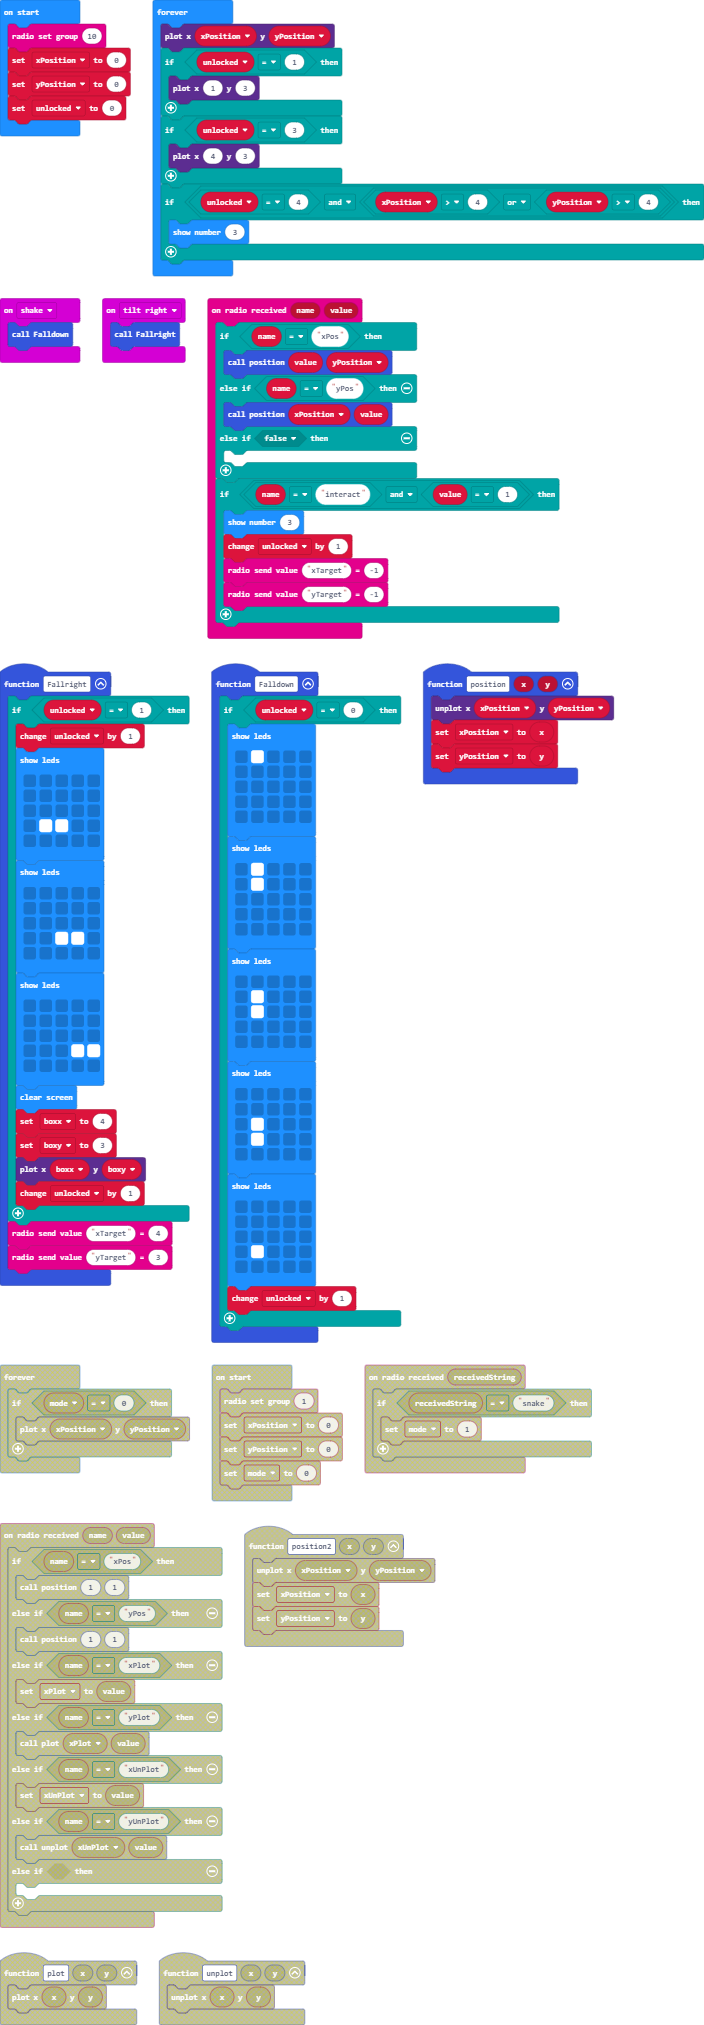 on start
radio set group 10
set xPosition to 0
set yPosition to 0
set unlocked to 0
forever
plot x xPosition y yPosition
if unlocked = 1 then
plot x 1 y 3
if unlocked = 3 then
plot x 4 y 3
if unlocked = 4 and xPosition > 4 or yPosition > 4 then
show number 3
on shake
call Falldown
on tilt right
call Fallright
on radio received name value
if name = "xPos" then
call position value yPosition
else if name = "yPos" then
call position xPosition value
else if false then
if name = "interact" and value = 1 then
show number 3
change unlocked by 1
radio send value "xTarget" = -1
radio send value "yTarget" = -1
function Fallright
if unlocked = 1 then
change unlocked by 1
show leds
show leds
show leds
clear screen
set boxx to 4
set boxy to 3
plot x boxx y boxy
change unlocked by 1
radio send value "xTarget" = 4
radio send value "yTarget" = 3
function Falldown
if unlocked = 0 then
show leds
show leds
show leds
show leds
show leds
change unlocked by 1
function position x y
unplot x xPosition y yPosition
set xPosition to x
set yPosition to y
forever
if mode = 0 then
plot x xPosition y yPosition
on start
radio set group 1
set xPosition to 0
set yPosition to 0
set mode to 0
on radio received receivedString
if receivedString = "snake" then
set mode to 1
on radio received name value
if name = "xPos" then
call position 1 1
else if name = "yPos" then
call position 1 1
else if name = "xPlot" then
set xPlot to value
else if name = "yPlot" then
call plot xPlot value
else if name = "xUnPlot" then
set xUnPlot to value
else if name = "yUnPlot" then
call unplot xUnPlot value
else if then
function position2 x y
unplot x xPosition y yPosition
set xPosition to x
set yPosition to y
function plot x y
plot x x y y
function unplot x y
unplot x x y y